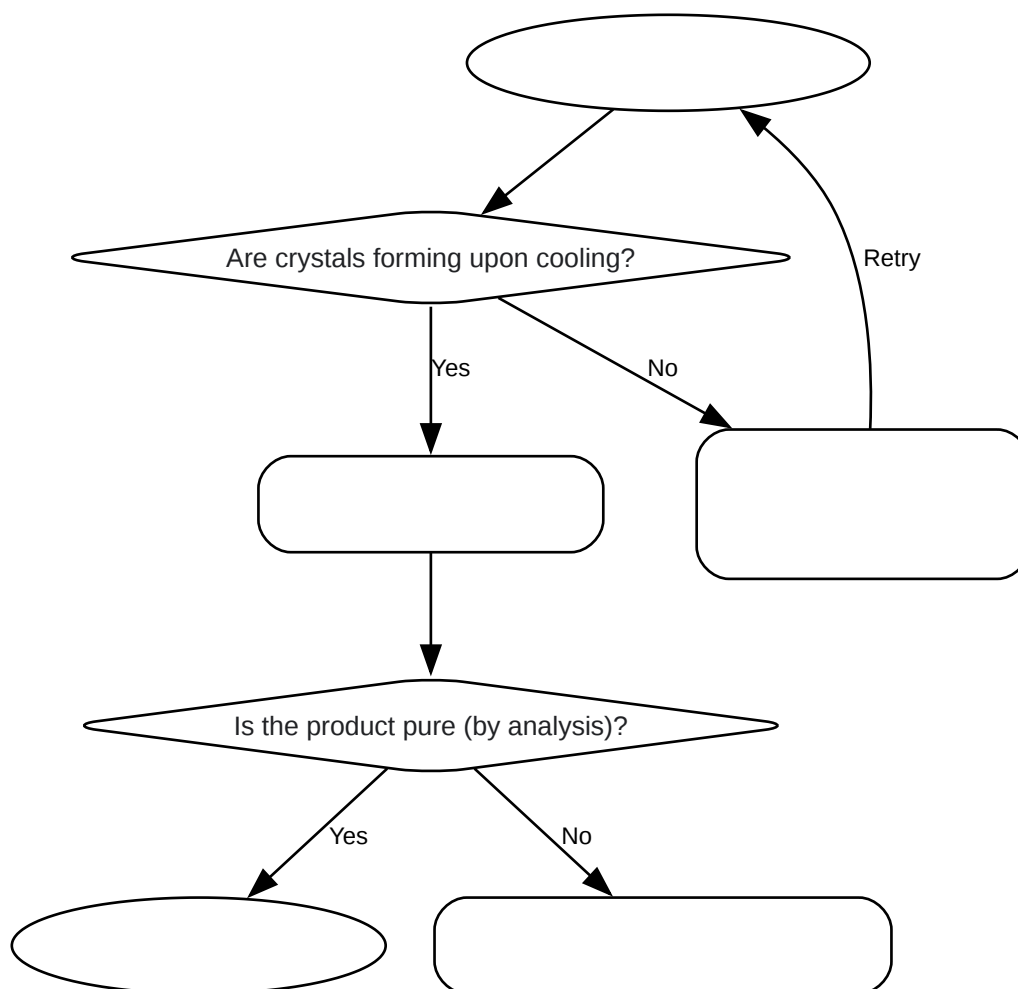 Are crystals forming upon cooling?
Retry
Yes
No
Is the product pure (by analysis)?
Yes
No